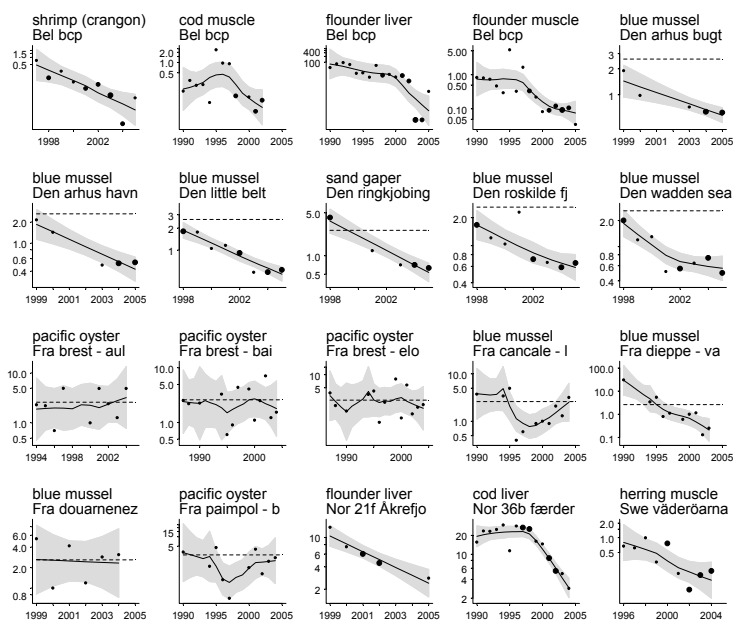 shrimp (crangon)
Bel bcp
1.5
0.5
1998 2002
cod muscle
Bel bcp
2.0
1.0
0.5
1990 1995 2000 2005
flounder liver
Bel bcp
400
100
1990 1995 2000 2005
flounder muscle
Bel bcp
5.00
1.00
0.50
0.10
0.05
1990 1995 2000 2005
blue mussel
Den arhus bugt
3
2
1
1999 2001 2003 2005
blue mussel
Den arhus havn
2.0
1.0
0.6
0.4
1999 2001 2003 2005
blue mussel
Den little belt
3
2
1
1998 2002
sand gaper
Den ringkjobing
5.0
2.0
1.0
0.5
1998 2002
blue mussel
Den roskilde fj
2.0
1.0
0.8
0.6
0.4
1998 2002
blue mussel
Den wadden sea
2.0
1.0
0.8
0.6
0.4
1998 2002
pacific oyster
Fra brest - aul
10.0
5.0
2.0
1.0
0.5
1994 1998 2002
pacific oyster
Fra brest - bai
10.0
5.0
2.0
1.0
0.5
1990 2000
pacific oyster
Fra brest - elo
10
5
1990 2000
blue mussel
Fra cancale - l
10.0
5.0
2.0
1.0
0.5
1990 1995 2000 2005
blue mussel
Fra dieppe - va
100.0
10.0
1.0
0.1
1990 1995 2000 2005
blue mussel
Fra douarnenez
6.0
4.0
2.0
0.8
1999 2001 2003 2005
pacific oyster
Fra paimpol - b
15
5
1990 1995 2000 2005
flounder liver
Nor 21f Åkrefjo
10
6
4
2
1999 2001 2003 2005
cod liver
Nor 36b færder
20
10
6
4
2
1990 1995 2000 2005
herring muscle
Swe väderöarna
2.0
1.0
0.5
1996 2000 2004